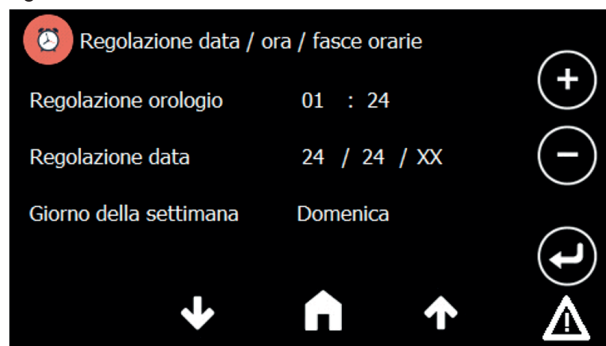 Regolazione data / ora / fasce orarie
Regolazione orologio 01 : 24
Regolazione data 24 / 24 / XX
Giorno della settimana Domenica